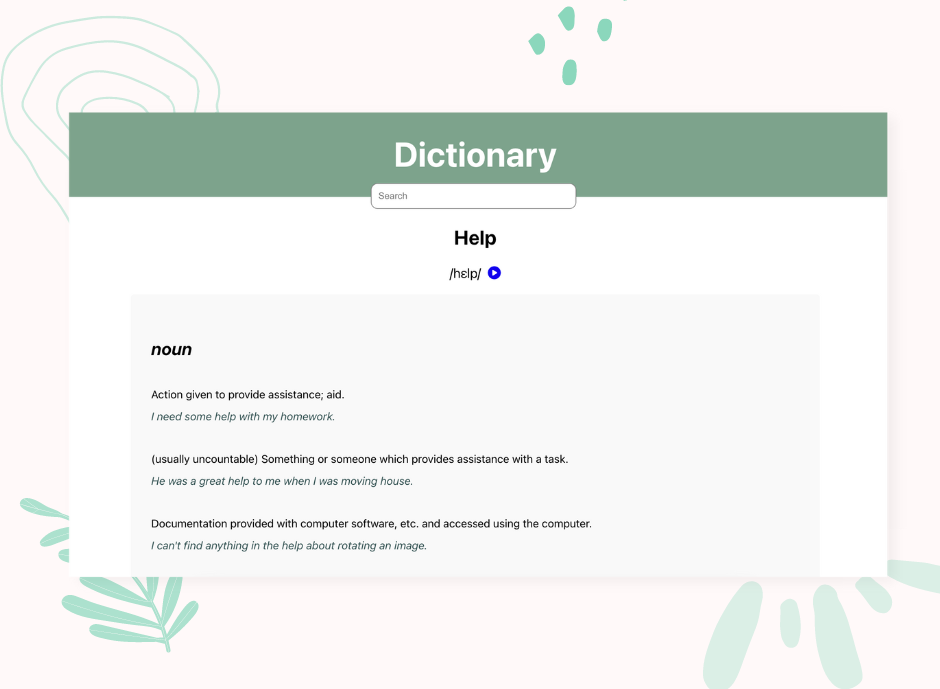 Dictionary
Search
Help
/hɛlp/
noun
Action given to provide assistance; aid.
I need some help with my homework.
(usually uncountable) Something or someone which provides assistance with a task.
He was a great help to me when I was moving house.
Documentation provided with computer software, etc. and accessed using the computer.
I can't find anything in the help about rotating an image.